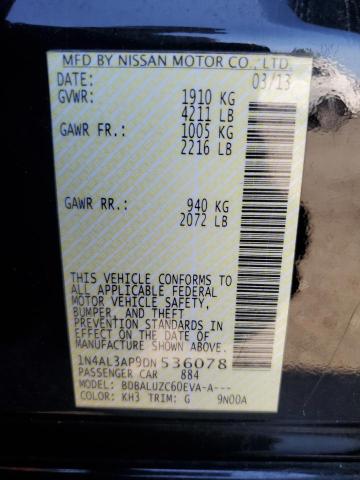 MFD BY NISSAN MOTOR CO., LTD.
DATE: 03/13
GVWR: 1910 KG
4211 LB
GAWR FR.: 1005 KG
2216 LB
GAWR RR.: 940 KG
2072 LB
THIS VEHICLE CONFORMS TO
ALL APPLICABLE FEDERAL
MOTOR VEHICLE SAFETY,
BUMPER, AND THEFT
PREVENTION STANDARDS
IN EFFECT ON THE DATE OF
MANUFACTURE SHOWN ABOVE.
1N4AL3AP9DN536078
PASSENGER CAR 884
MODEL: BDBALUZC60EVA-A---
COLOR: KH3 TRIM: G 9N00A